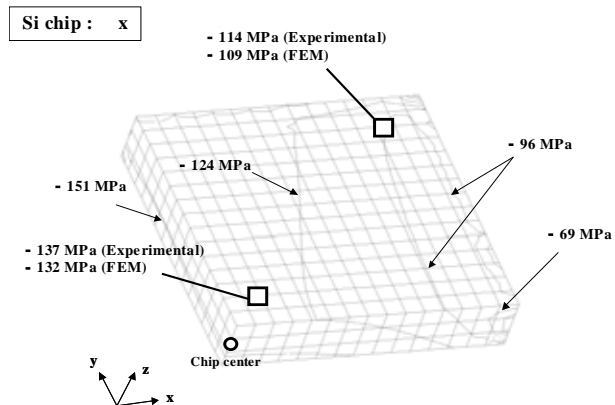 Si chip : x
- 114 MPa (Experimental)
- 109 MPa (FEM)
- 96 MPa
- 124 MPa
- 151 MPa
- 69 MPa
- 137 MPa (Experimental)
- 132 MPa (FEM)
Chip center
y
z
x